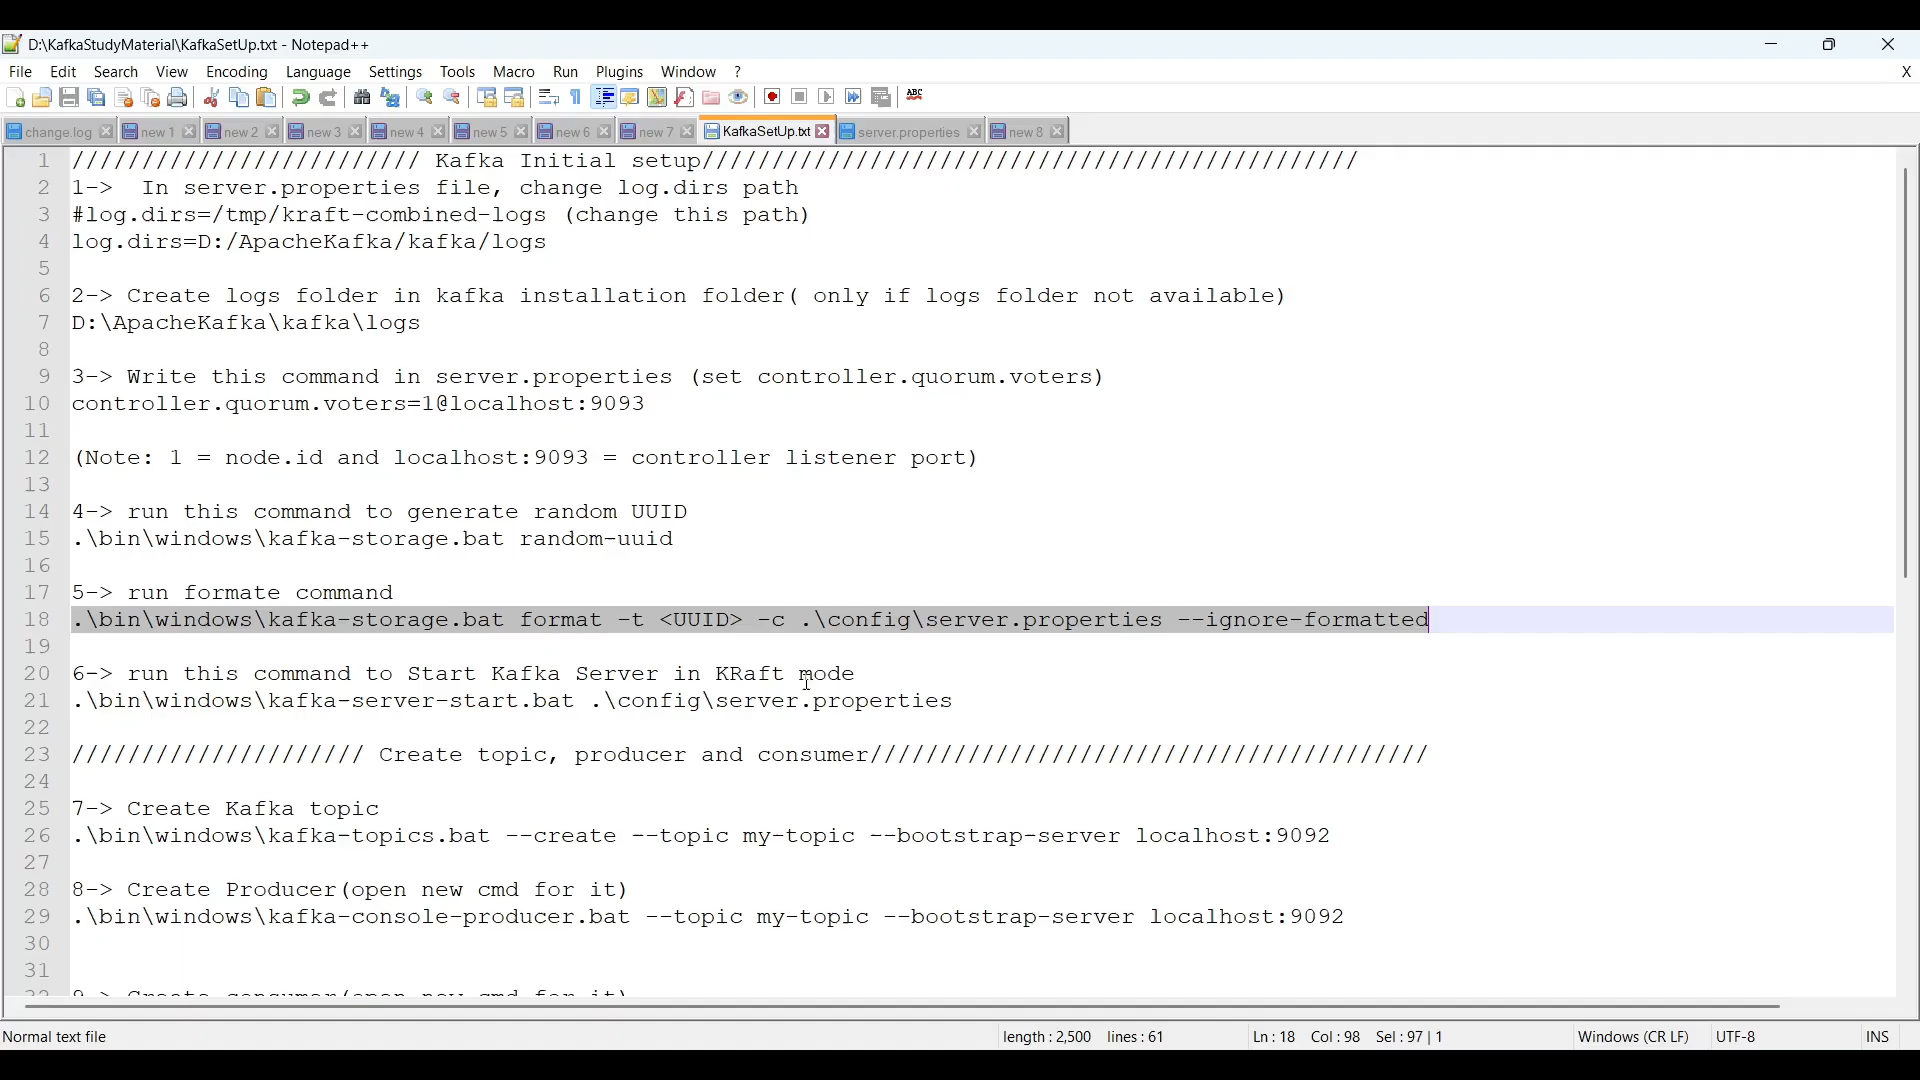 D:\KafkaStudyMaterial\KafkaSetUp.txt - Notepad++
File Edit Search View Encoding Language Settings Tools Macro Run Plugins Window ? X
ABC
change.log new 1 new 2 new 3 new 4 new 5 new 6 new 7 KafkaSetUp.txt server.properties new 8
1 ///////////////////////// Kafka Initial setup///////////////////////////////////////////////
2 1-> In server.properties file, change log.dirs path
3 #log.dirs=/tmp/kraft-combined-logs (change this path)
4 log.dirs=D:/ApacheKafka/kafka/logs
5
6 2-> Create logs folder in kafka installation folder( only if logs folder not available)
7 D:\ApacheKafka\kafka\logs
8
9 3-> Write this command in server.properties (set controller.quorum.voters)
10 controller.quorum.voters=1@localhost:9093
11
12 (Note: 1 = node.id and localhost:9093 = controller listener port)
13
14 4-> run this command to generate random UUID
15 .\bin\windows\kafka-storage.bat random-uuid
16
17 5-> run formate command
18 .\bin\windows\kafka-storage.bat format -t <UUID> -c .\config\server.properties --ignore-formatted
19
20 6-> run this command to Start Kafka Server in KRaft mode
21 .\bin\windows\kafka-server-start.bat .\config\server.properties
22
23 ///////////////////// Create topic, producer and consumer////////////////////////////////////////
24
25 7-> Create Kafka topic
26 .\bin\windows\kafka-topics.bat --create --topic my-topic --bootstrap-server localhost:9092
27
28 8-> Create Producer(open new cmd for it)
29 .\bin\windows\kafka-console-producer.bat --topic my-topic --bootstrap-server localhost:9092
30
31
32 9-> Create consumer(open new cmd for it)
Normal text file length : 2,500 lines : 61 Ln : 18 Col : 98 Sel : 97 | 1 Windows (CR LF) UTF-8 INS